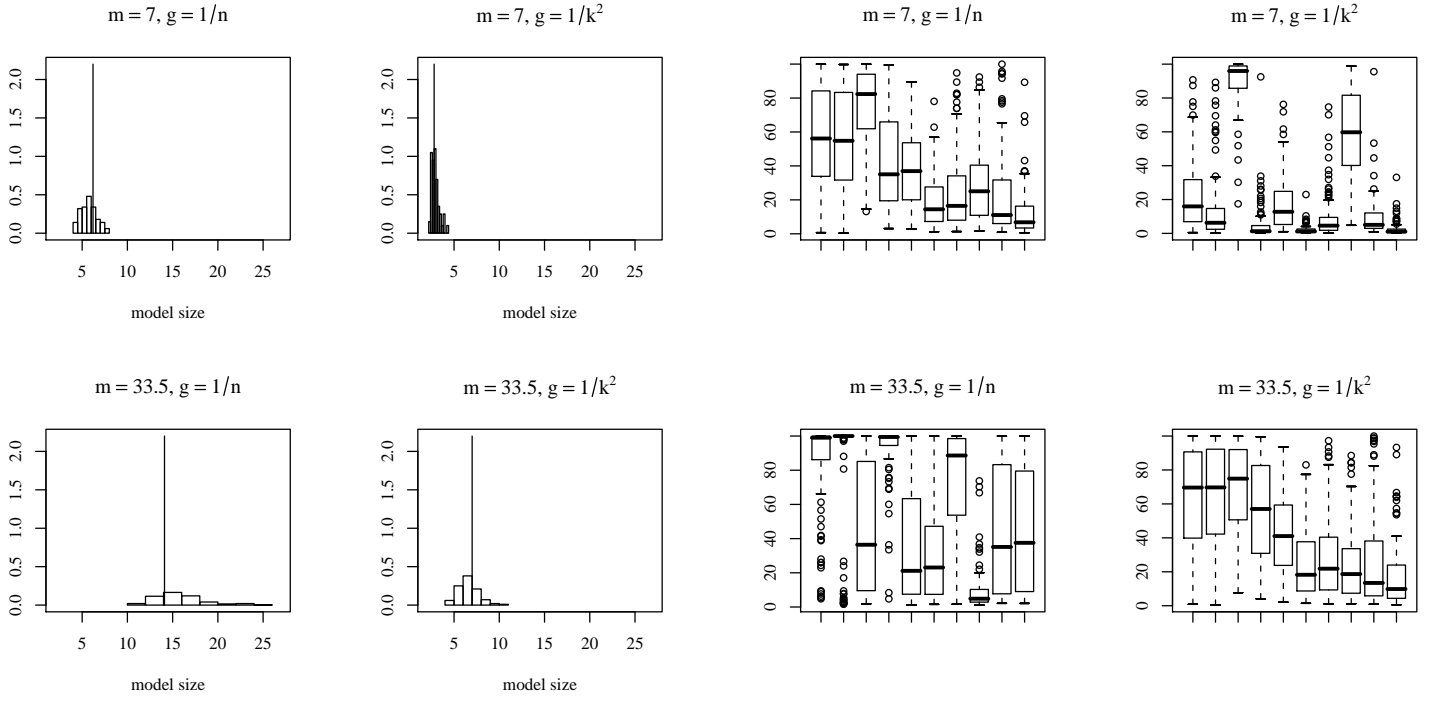 m = 7, g = 1/n
m = 7, g = 1/k²
m = 7, g = 1/n
m = 7, g = 1/k²
0.0 0.5 1.0 1.5 2.0
5 10 15 20 25
model size
0.0 0.5 1.0 1.5 2.0
5 10 15 20 25
model size
0 20 40 60 80
0 20 40 60 80
m = 33.5, g = 1/n
m = 33.5, g = 1/k²
m = 33.5, g = 1/n
m = 33.5, g = 1/k²
0.0 0.5 1.0 1.5 2.0
5 10 15 20 25
model size
0.0 0.5 1.0 1.5 2.0
5 10 15 20 25
model size
0 20 40 60 80
0 20 40 60 80